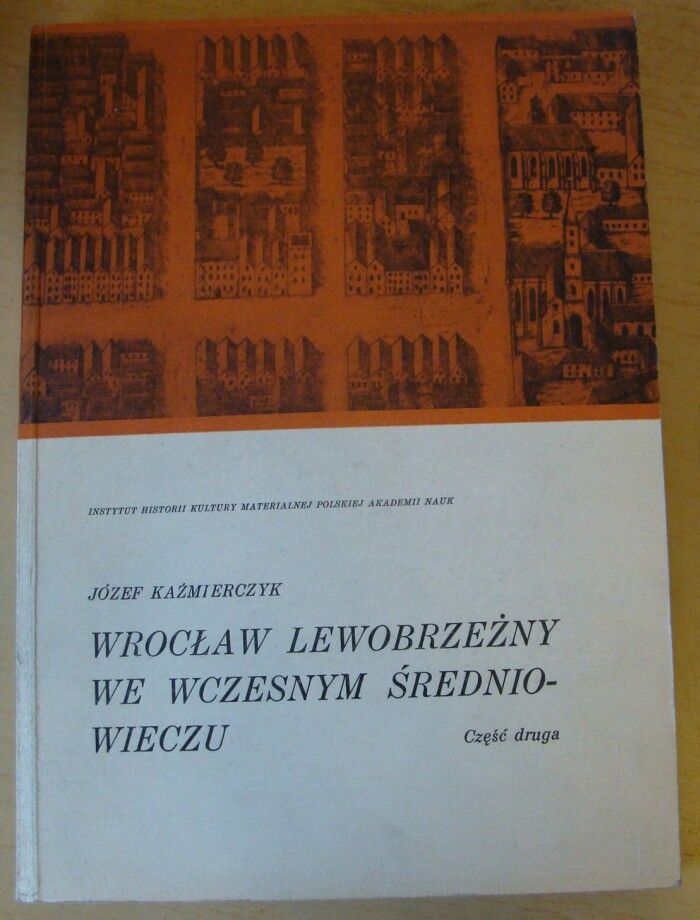 INSTYTUT HISTORII KULTURY MATERIALNEJ POLSKIEJ AKADEMII NAUK
JÓZEF KAŹMIERCZYK
WROCŁAW LEWOBRZEŻNY
WE WCZESNYM ŚREDNIO-
WIECZU
Część druga